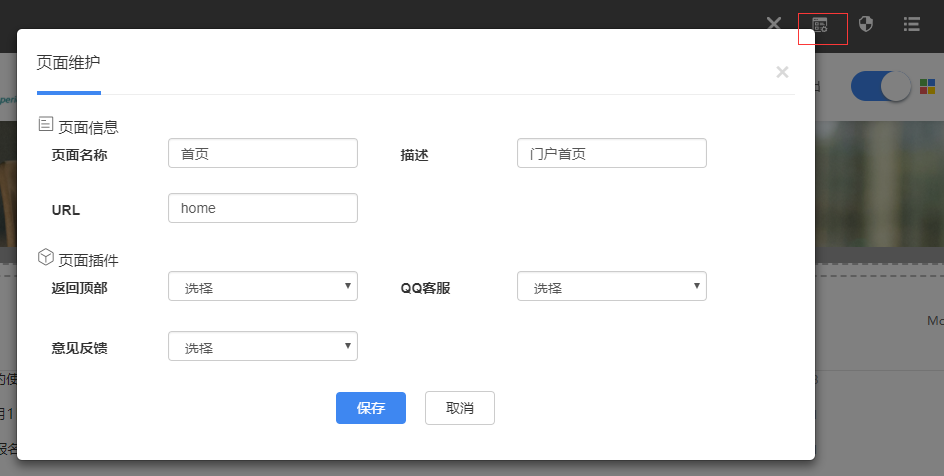 页面维护
页面信息
页面名称 首页 描述 门户首页
URL home
页面插件
返回顶部 选择 QQ客服 选择
意见反馈 选择
保存 取消